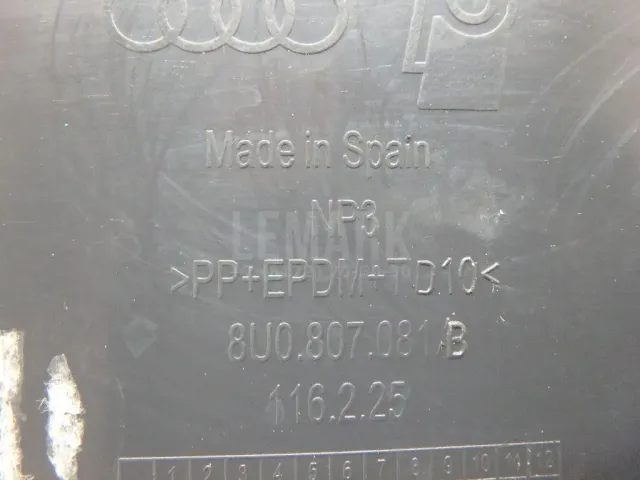 Made in Spain
NP3
LEMARK
>PP+EPDM+TD10<
8U0.807.081/B
116.2.25
1 2 3 4 5 6 7 8 9 10 11 12